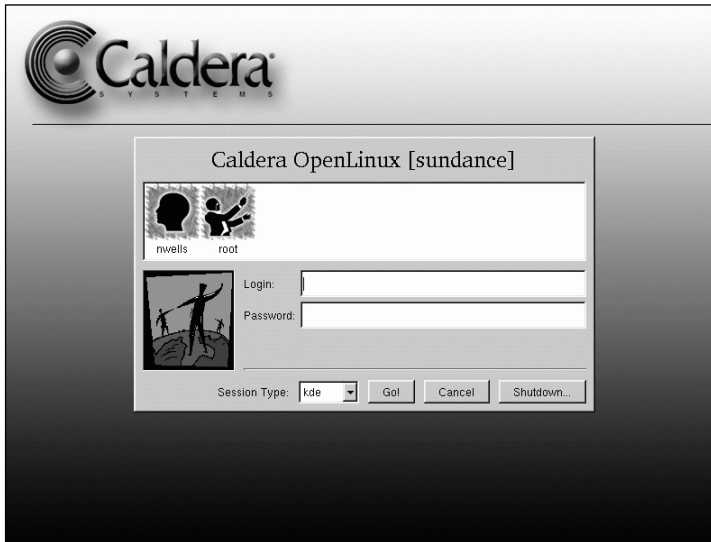 Caldera
SYSTEMS
Caldera OpenLinux [sundance]
nwells root
Login:
Password:
Session Type: kde Go! Cancel Shutdown...